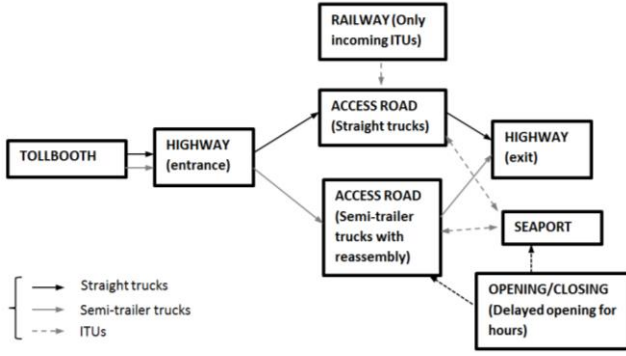 RAILWAY (Only
incoming ITUs)
ACCESS ROAD
(Straight trucks)
HIGHWAY
(exit)
HIGHWAY
(entrance)
TOLLBOOTH
ACCESS ROAD
(Semi-trailer
trucks with
reassembly)
SEAPORT
OPENING/CLOSING
(Delayed opening for
hours)
Straight trucks
Semi-trailer trucks
ITUs